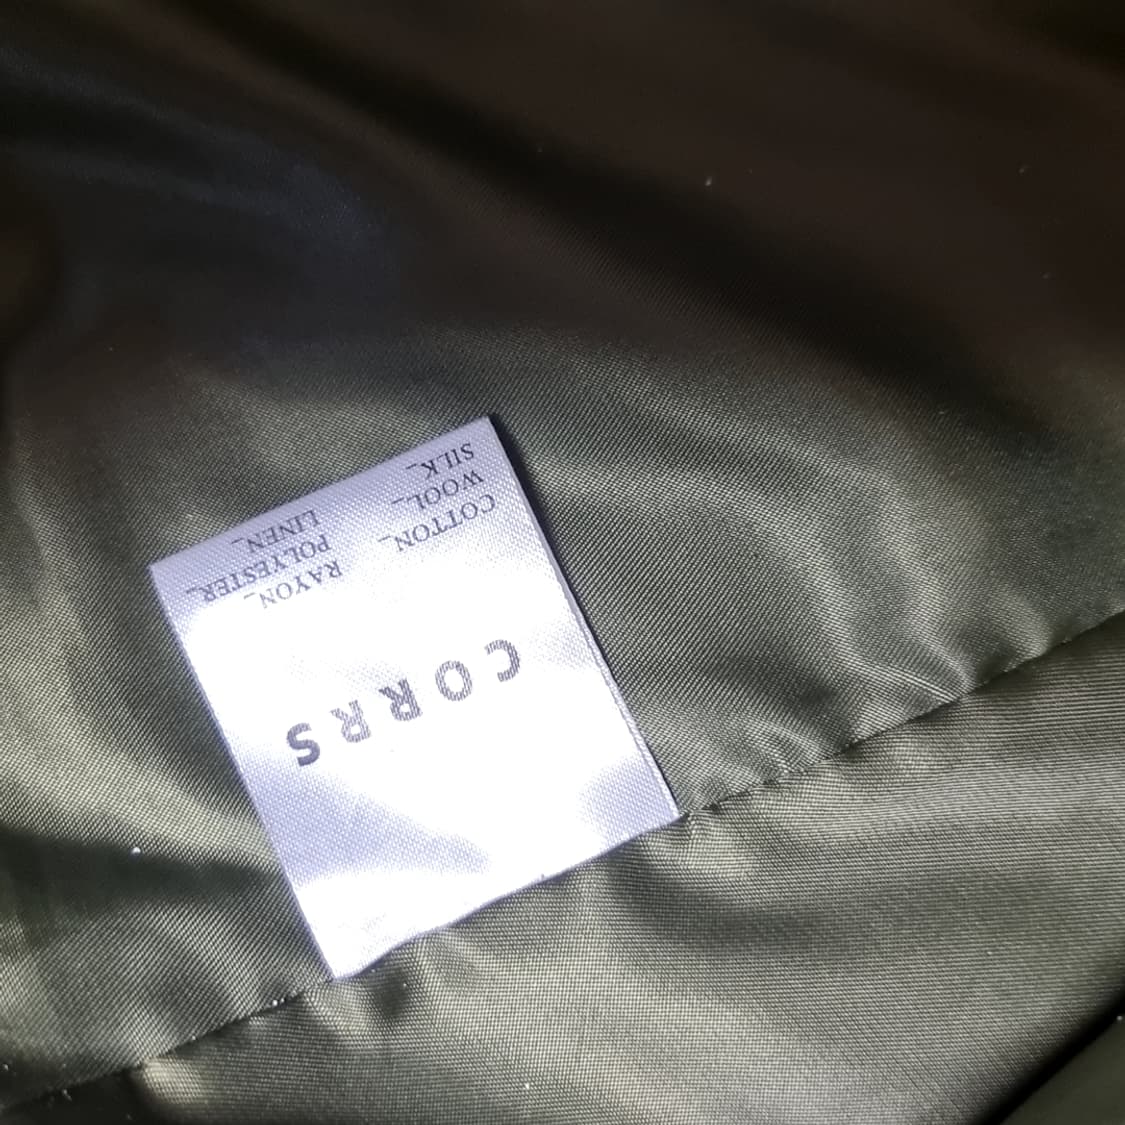 CORRS
COTTON_ RAYON_
WOOL_ POLYESTER_
SILK_ LINEN_